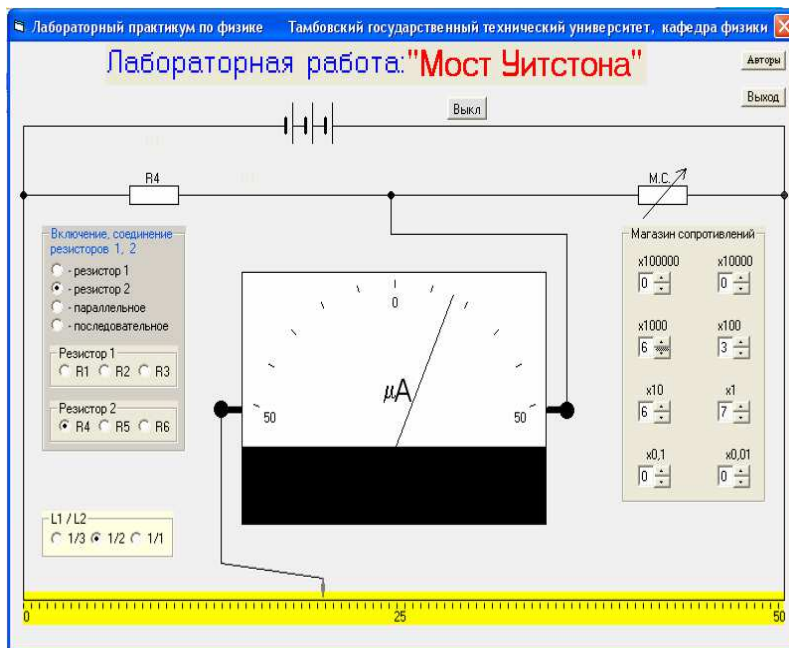 Лабораторный практикум по физике Тамбовский государственный технический университет, кафедра физики
Лабораторная работа:"Мост Уитстона"
Авторы
Выход
Выкл
R4
М.С.
Включение, соединение
резисторов 1, 2
- резистор 1
- резистор 2
- параллельное
- последовательное
Резистор 1
R1 R2 R3
Резистор 2
R4 R5 R6
L1 / L2
1/3 1/2 1/1
0
50
50
μA
Магазин сопротивлений
x100000 x10000
0 0
x1000 x100
6 3
x10 x1
6 7
x0,1 x0,01
0 0
0 25 50